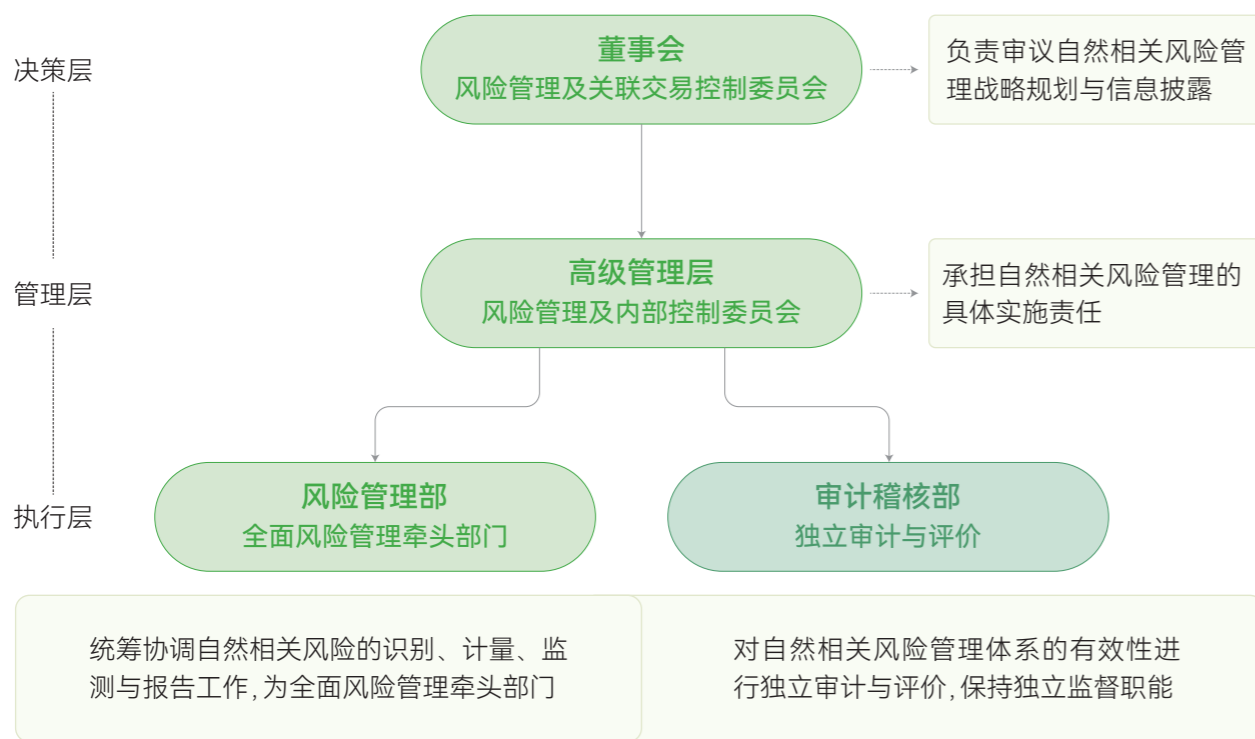 决策层
董事会
风险管理及关联交易控制委员会
负责审议自然相关风险管
理战略规划与信息披露
管理层
高级管理层
风险管理及内部控制委员会
承担自然相关风险管理的
具体实施责任
执行层
风险管理部
全面风险管理牵头部门
审计稽核部
独立审计与评价
统筹协调自然相关风险的识别、计量、监
测与报告工作,为全面风险管理牵头部门
对自然相关风险管理体系的有效性进
行独立审计与评价,保持独立监督职能